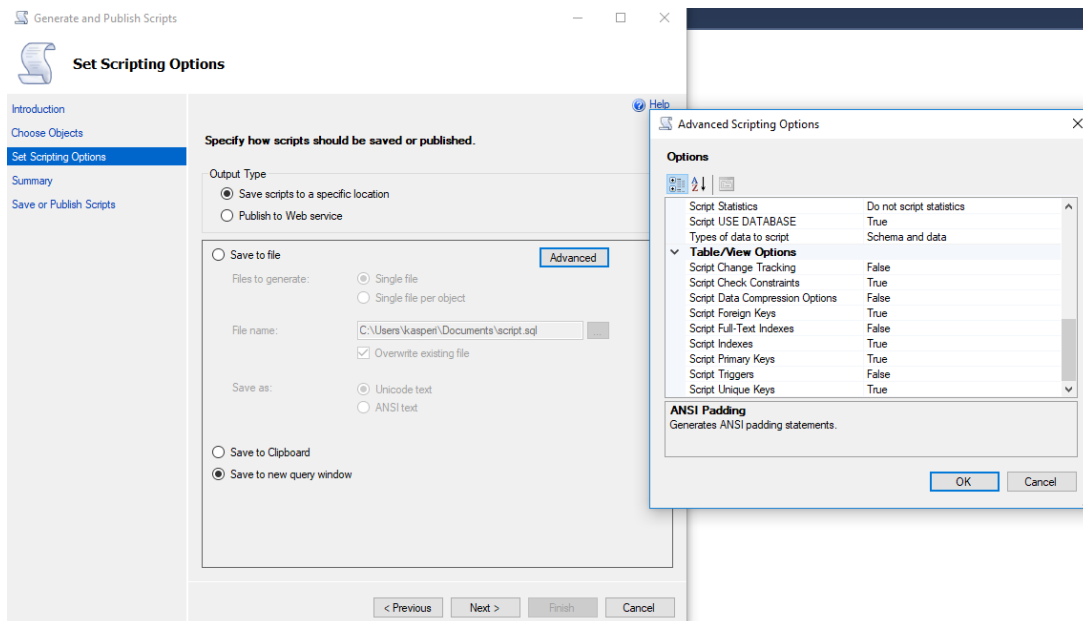 Generate and Publish Scripts
Set Scripting Options
Introduction
Choose Objects
Set Scripting Options
Summary
Save or Publish Scripts
Help
Specify how scripts should be saved or published.
Output Type
Save scripts to a specific location
Publish to Web service
Save to file
Advanced
Files to generate:
Single file
Single file per object
File name:
C:\Users\kasperi\Documents\script.sql
...
Overwrite existing file
Save as:
Unicode text
ANSI text
Save to Clipboard
Save to new query window
< Previous
Next >
Finish
Cancel
Advanced Scripting Options
Options
Script Statistics Do not script statistics
Script USE DATABASE True
Types of data to script Schema and data
Table/View Options
Script Change Tracking False
Script Check Constraints True
Script Data Compression Options False
Script Foreign Keys True
Script Full-Text Indexes False
Script Indexes True
Script Primary Keys True
Script Triggers False
Script Unique Keys True
ANSI Padding
Generates ANSI padding statements.
OK
Cancel